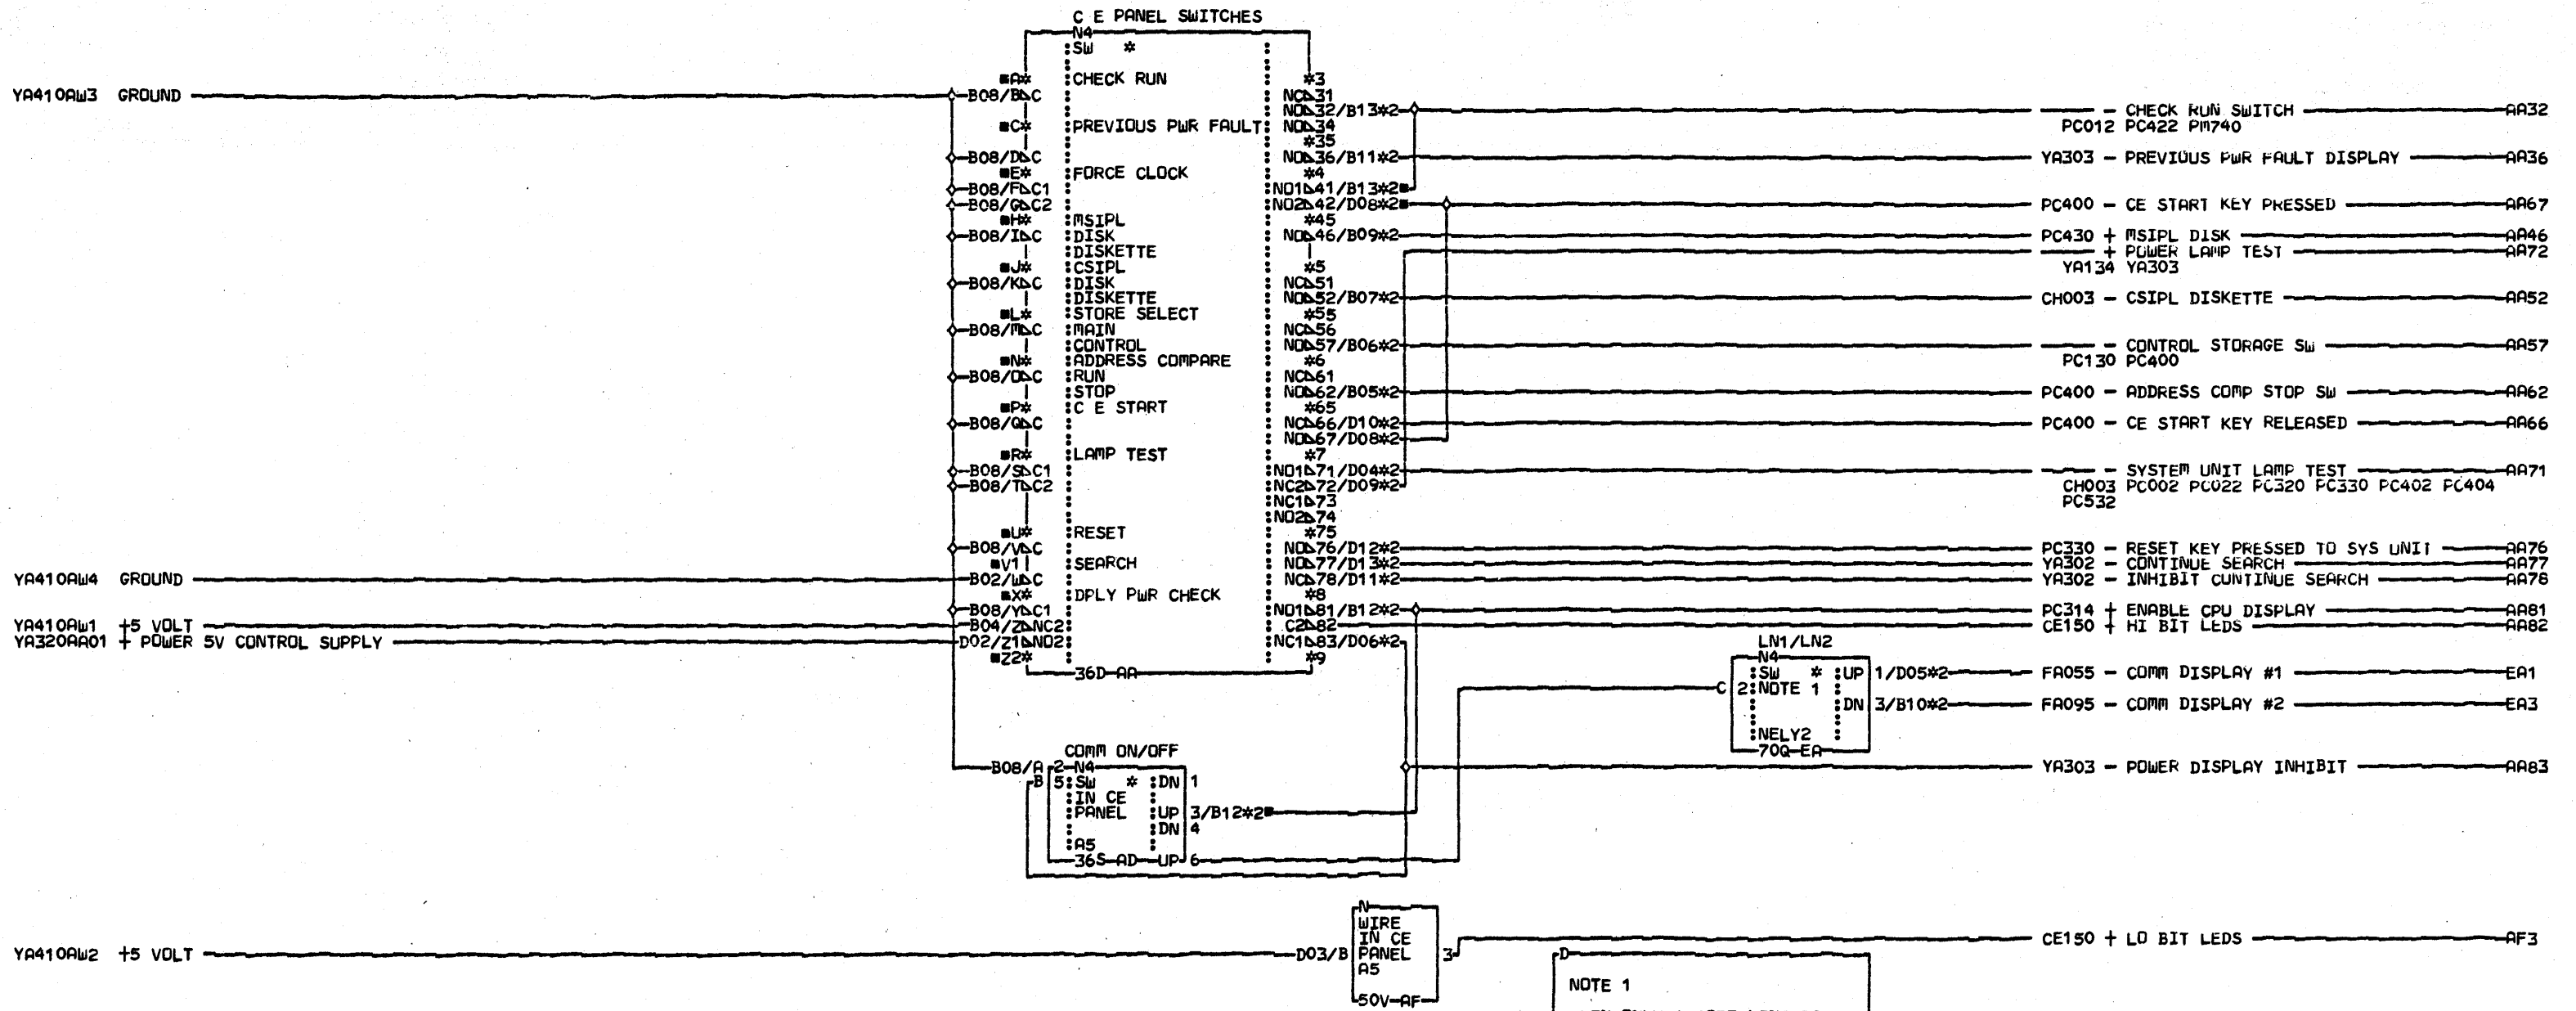 C E PANEL SWITCHES
N4
SW *
■A* CHECK RUN *3
YA410AW3 GROUND B08/B C NC 31
NO 32/B13*2 — CHECK RUN SWITCH AA32
■C* PREVIOUS PWR FAULT NO 34 PC012 PC422 PM740
*35
B08/D C NO 36/B11*2 YA303 — PREVIOUS PWR FAULT DISPLAY AA36
■E* FORCE CLOCK *4
B08/F C1 NO1 41/B13*2■
B08/G C2 NO2 42/D08*2■ PC400 — CE START KEY PRESSED AA67
■H* MSIPL *45
B08/I C DISK NO 46/B09*2 PC430 + MSIPL DISK AA46
DISKETTE + POWER LAMP TEST AA72
■J* CSIPL *5 YA134 YA303
B08/K C DISK NC 51
DISKETTE NO 52/B07*2 CH003 — CSIPL DISKETTE AA52
■L* STORE SELECT *55
B08/M C MAIN NC 56
CONTROL NO 57/B06*2 — CONTROL STORAGE SW AA57
■N* ADDRESS COMPARE *6 PC130 PC400
B08/O C RUN NC 61
STOP NO 62/B05*2 PC400 — ADDRESS COMP STOP SW AA62
■P* C E START *65
B08/Q C NC 66/D10*2 PC400 — CE START KEY RELEASED AA66
NO 67/D08*2
■R* LAMP TEST *7
B08/S C1 NO1 71/D04*2 — SYSTEM UNIT LAMP TEST AA71
B08/T C2 NC2 72/D09*2 CH003 PC002 PC022 PC320 PC330 PC402 PC404
NC1 73 PC532
NO2 74
■U* RESET *75
B08/V C NO 76/D12*2 PC330 — RESET KEY PRESSED TO SYS UNIT AA76
■V1 SEARCH NO 77/D13*2 YA302 — CONTINUE SEARCH AA77
YA410AW4 GROUND B02/W C NC 78/D11*2 YA302 — INHIBIT CONTINUE SEARCH AA78
■X* DPLY PWR CHECK *8
B08/Y C1 NO1 81/B12*2 PC314 + ENABLE CPU DISPLAY AA81
YA410AW1 +5 VOLT B04/Z NC2 C2 82 CE150 + HI BIT LEDS AA82
YA320AA01 + POWER 5V CONTROL SUPPLY D02/Z1 NO2 NC1 83/D06*2
■Z2* *9
36D-AA
LN1/LN2
N4
SW * UP 1/D05*2 FA055 — COMM DISPLAY #1 EA1
C 2 NOTE 1
DN 3/B10*2 FA095 — COMM DISPLAY #2 EA3
NELY2
70Q-EA
COMM ON/OFF
B08/A 2 N4 YA303 — POWER DISPLAY INHIBIT AA83
B 5 SW * DN 1
IN CE
PANEL UP 3/B12*2■
DN 4
A5
36S-AD UP 6
N
WIRE
IN CE CE150 + LO BIT LEDS AF3
YA410AW2 +5 VOLT D03/B PANEL 3 D
A5
NOTE 1
50V-AF